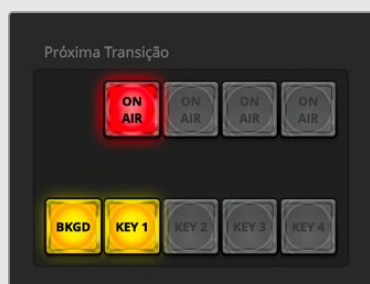 Próxima Transição
ON AIR ON AIR ON AIR ON AIR
BKGD KEY 1 KEY 2 KEY 3 KEY 4